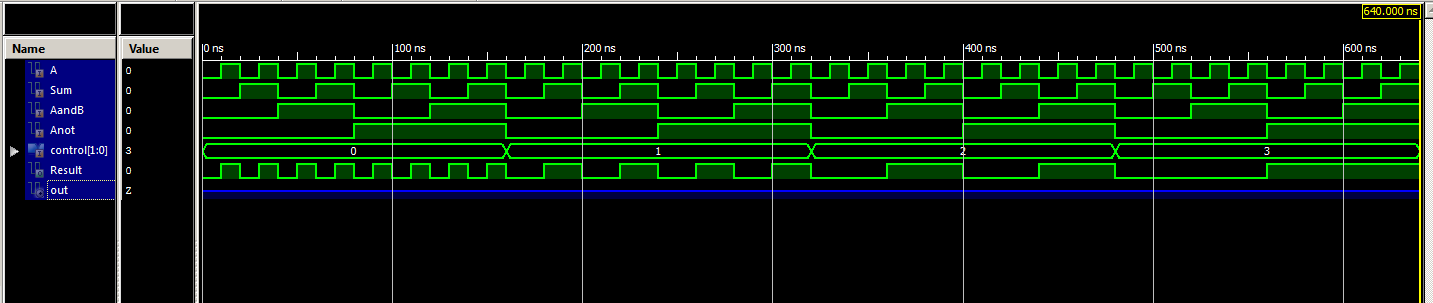 640.000 ns
Name Value
0 ns 100 ns 200 ns 300 ns 400 ns 500 ns 600 ns
A 0
Sum 0
AandB 0
Anot 0
control[1:0] 3 0 1 2 3
Result 0
out Z